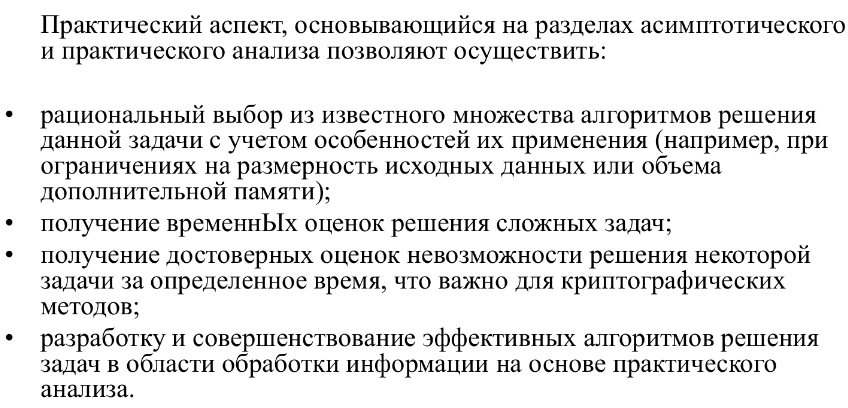 Практический аспект, основывающийся на разделах асимптотического
и практического анализа позволяют осуществить:
• рациональный выбор из известного множества алгоритмов решения
данной задачи с учетом особенностей их применения (например, при
ограничениях на размерность исходных данных или объема
дополнительной памяти);
• получение временнЫх оценок решения сложных задач;
• получение достоверных оценок невозможности решения некоторой
задачи за определенное время, что важно для криптографических
методов;
• разработку и совершенствование эффективных алгоритмов решения
задач в области обработки информации на основе практического
анализа.